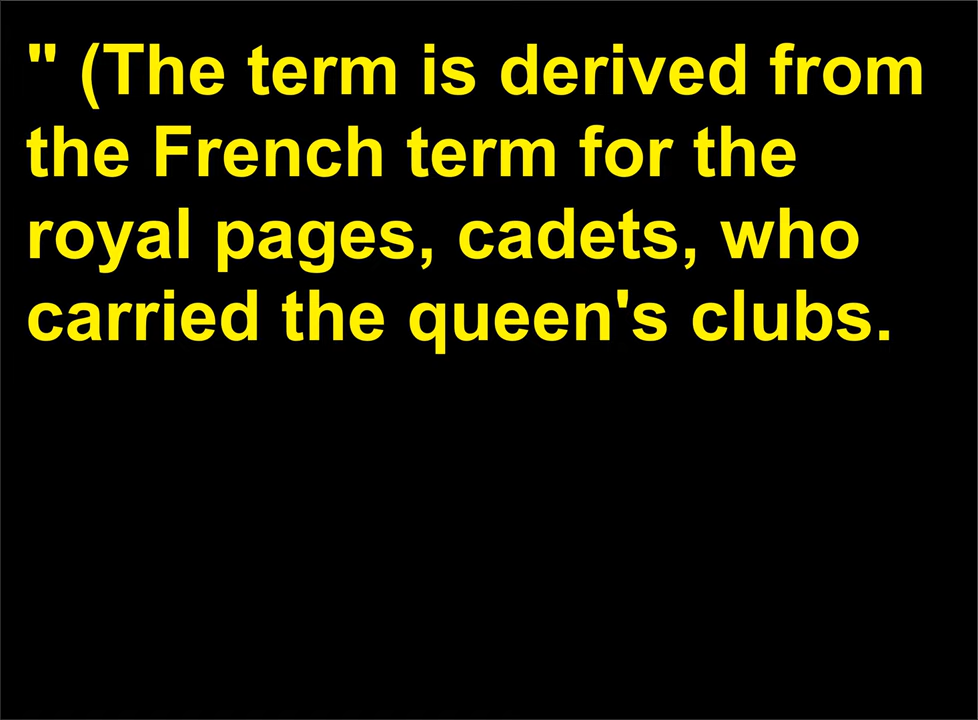 " (The term is derived from
the French term for the
royal pages, cadets, who
carried the queen's clubs.